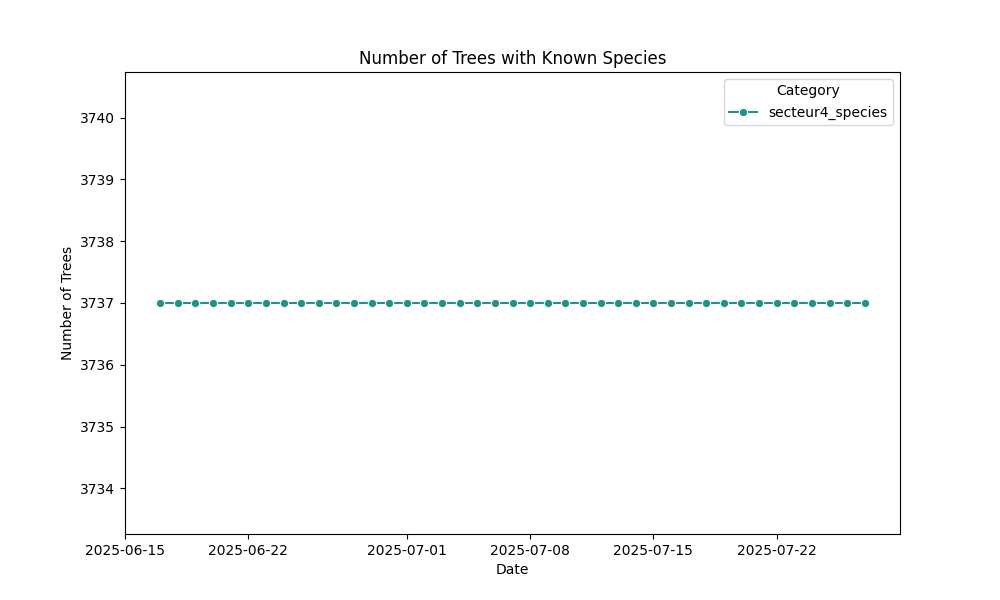 Number of Trees with Known Species
Category
secteur4_species
3740
3739
3738
3737
3736
3735
3734
Number of Trees
2025-06-15
2025-06-22
2025-07-01
2025-07-08
2025-07-15
2025-07-22
Date